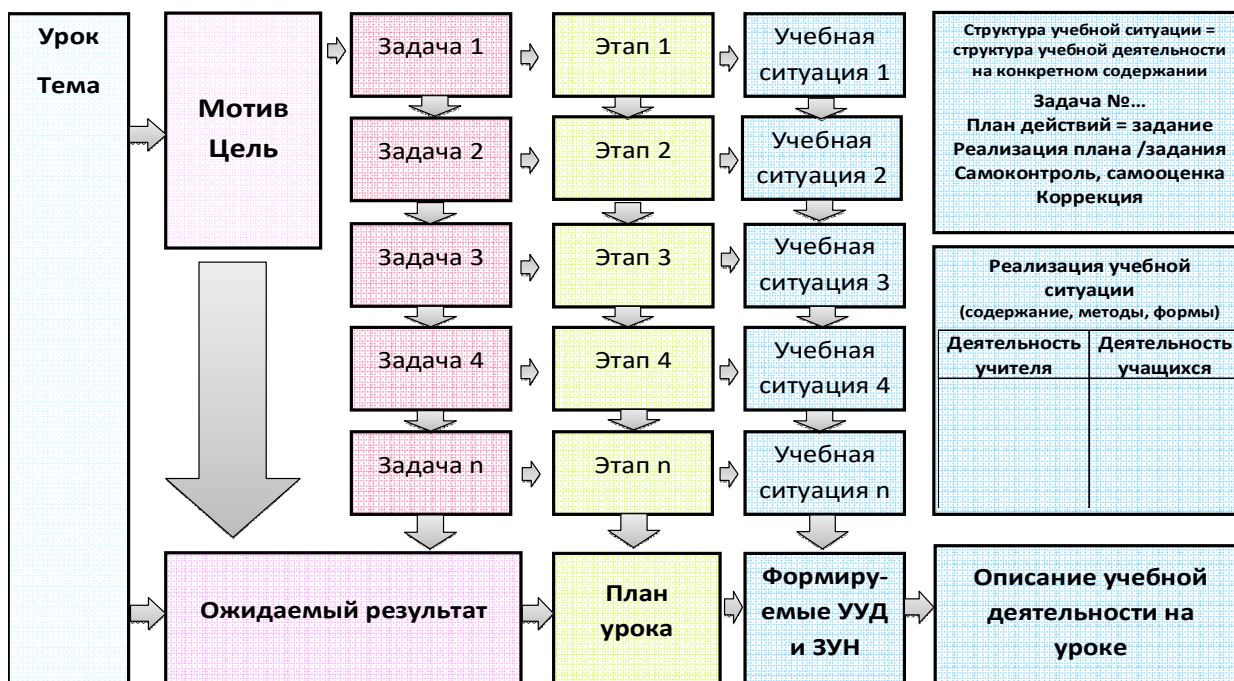 Урок
Тема
Мотив
Цель
Задача 1
Этап 1
Учебная
ситуация 1
Задача 2
Этап 2
Учебная
ситуация 2
Задача 3
Этап 3
Учебная
ситуация 3
Задача 4
Этап 4
Учебная
ситуация 4
Задача n
Этап n
Учебная
ситуация n
Структура учебной ситуации =
структура учебной деятельности
на конкретном содержании
Задача №...
План действий = задание
Реализация плана /задания
Самоконтроль, самооценка
Коррекция
Реализация учебной
ситуации
(содержание, методы, формы)
Деятельность
учителя
Деятельность
учащихся
Ожидаемый результат
План
урока
Формиру-
емые УУД
и ЗУН
Описание учебной
деятельности на
уроке